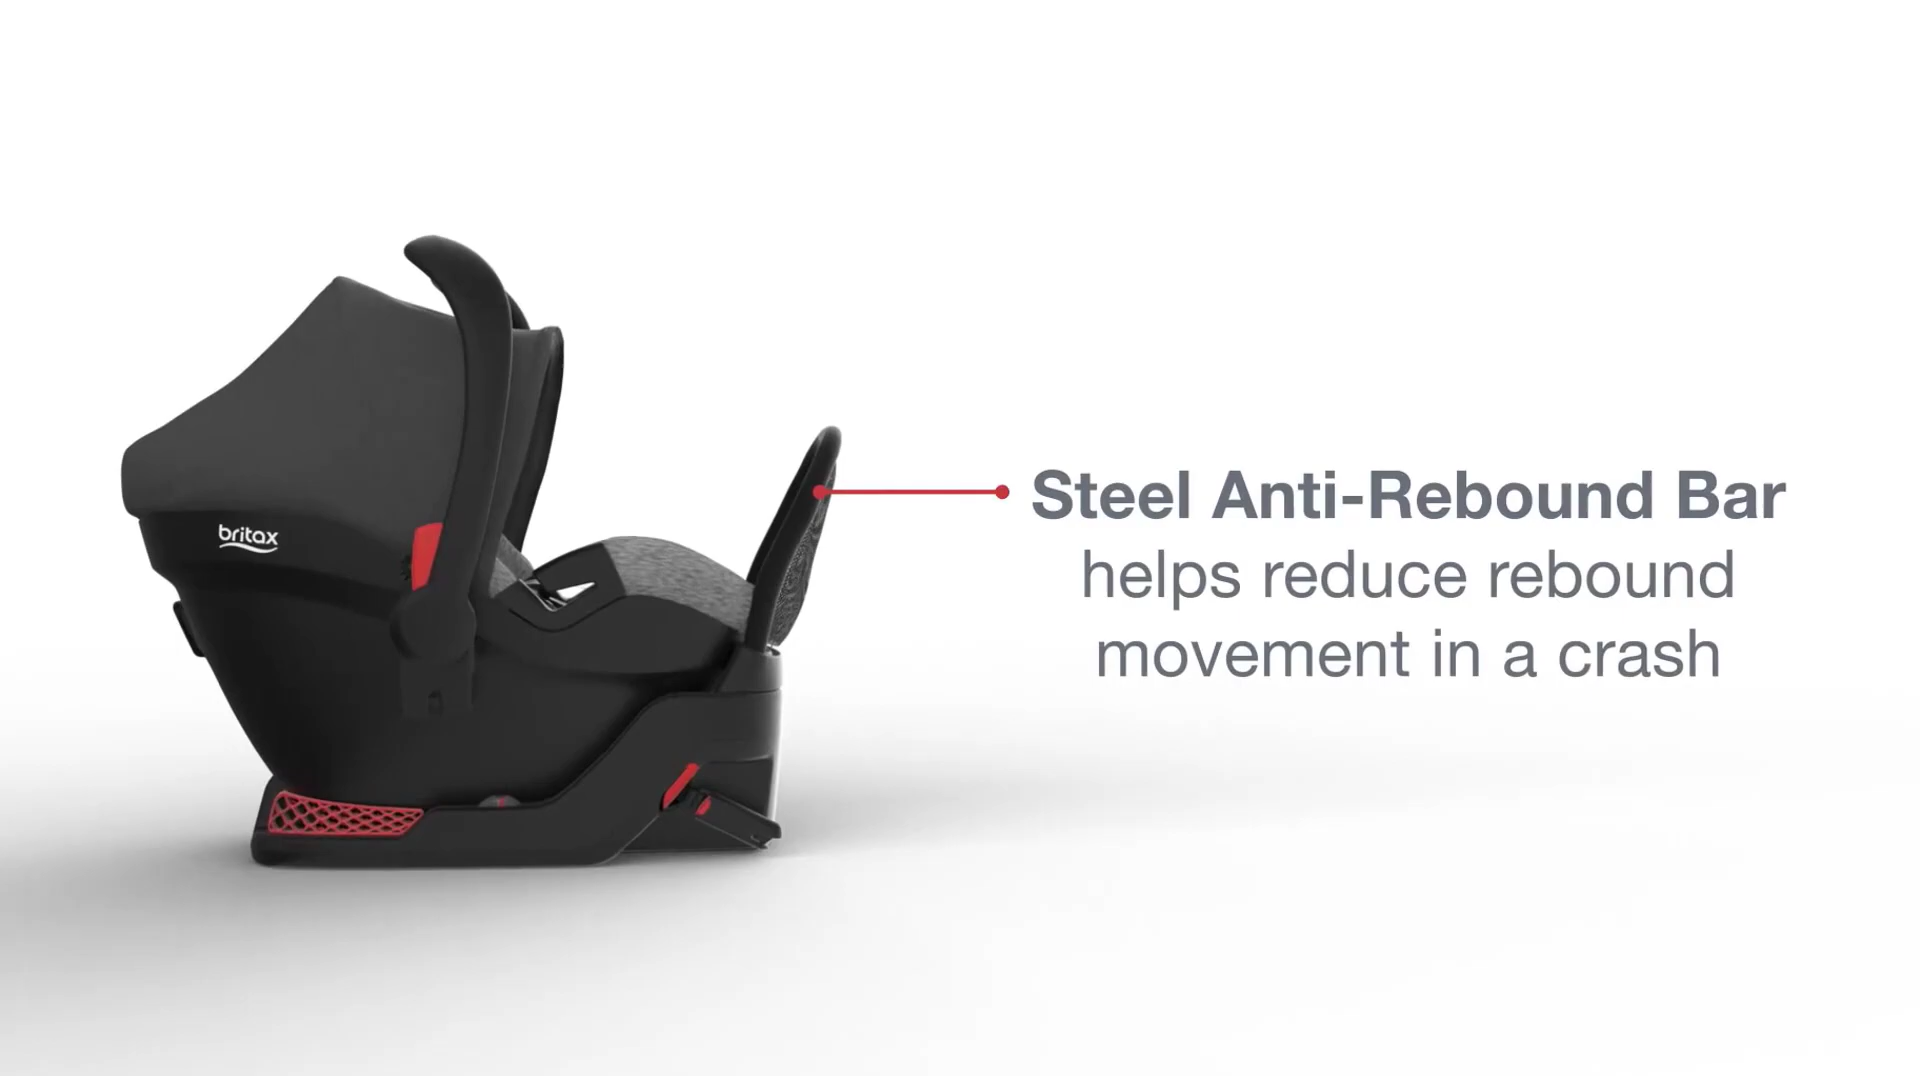 britax
Steel Anti-Rebound Bar
helps reduce rebound
movement in a crash